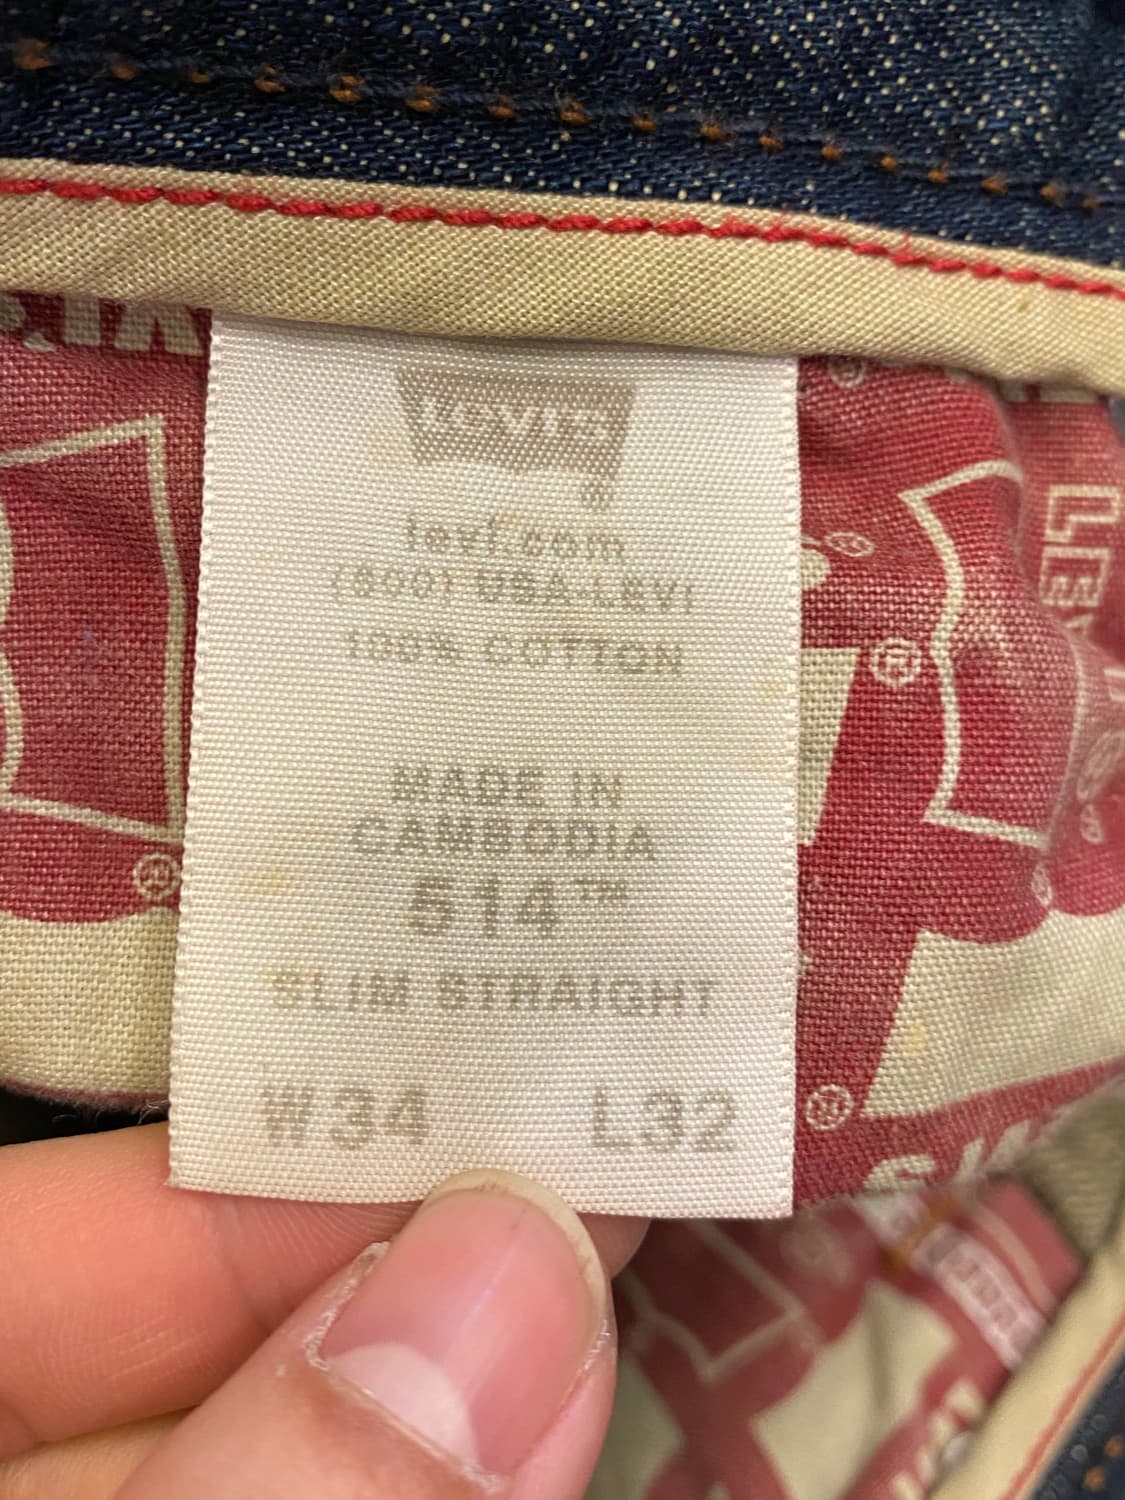 LEVI'S
®
levi.com
(800) USA-LEVI
100% COTTON
MADE IN
CAMBODIA
514™
SLIM STRAIGHT
W34 L32